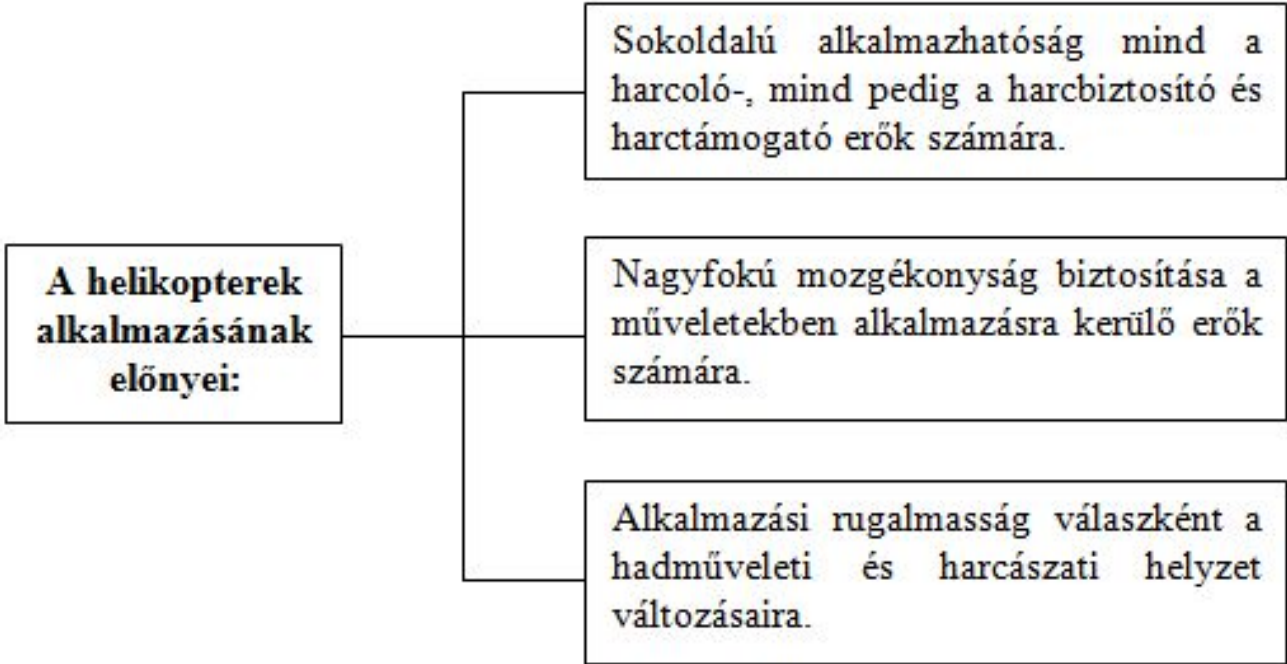 A helikopterek
alkalmazásának
előnyei:
Sokoldalú alkalmazhatóság mind a
harcoló-, mind pedig a harcbiztosító és
harctámogató erők számára.
Nagyfokú mozgékonyság biztosítása a
műveletekben alkalmazásra kerülő erők
számára.
Alkalmazási rugalmasság válaszként a
hadműveleti és harcászati helyzet
változásaira.